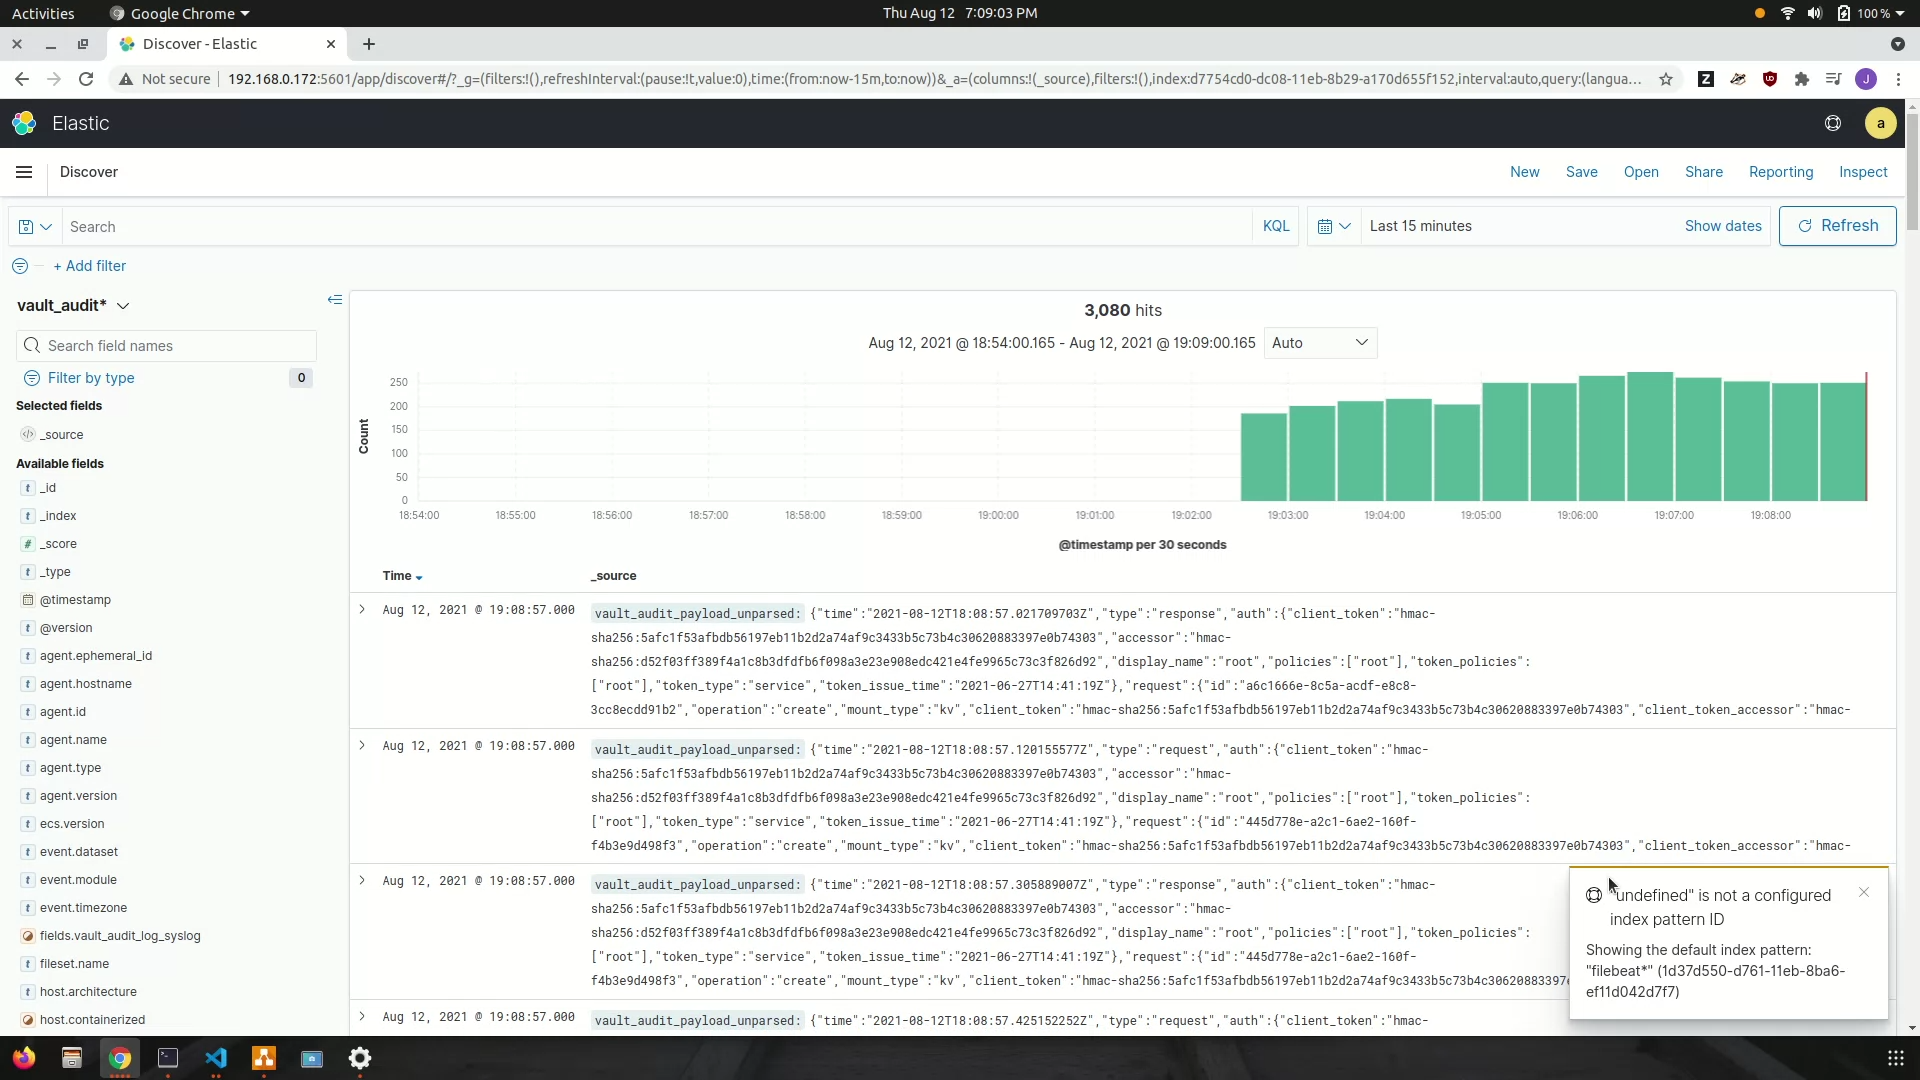 Activities
Google Chrome
Thu Aug 12 7:09:03 PM
100 %
Discover - Elastic
Not secure
192.168.0.172:5601/app/discover#/?_g=(filters:!(),refreshInterval:(pause:!t,value:0),time:(from:now-15m,to:now))&_a=(columns:!(_source),filters:!(),index:d7754cd0-dc08-11eb-8b29-a170d655f152,interval:auto,query:(langua...
Z
J
Elastic
a
Discover
New
Save
Open
Share
Reporting
Inspect
Search
KQL
Last 15 minutes
Show dates
Refresh
+ Add filter
vault_audit*
Search field names
Filter by type
0
Selected fields
_source
Available fields
t _id
t _index
# _score
t _type
@timestamp
t @version
t agent.ephemeral_id
t agent.hostname
t agent.id
t agent.name
t agent.type
t agent.version
t ecs.version
t event.dataset
t event.module
t event.timezone
fields.vault_audit_log_syslog
t fileset.name
t host.architecture
host.containerized
3,080 hits
Aug 12, 2021 @ 18:54:00.165 - Aug 12, 2021 @ 19:09:00.165
Auto
Count
250
200
150
100
50
0
18:54:00
18:55:00
18:56:00
18:57:00
18:58:00
18:59:00
19:00:00
19:01:00
19:02:00
19:03:00
19:04:00
19:05:00
19:06:00
19:07:00
19:08:00
@timestamp per 30 seconds
Time
_source
Aug 12, 2021 @ 19:08:57.000
vault_audit_payload_unparsed: {"time":"2021-08-12T18:08:57.021709703Z","type":"response","auth":{"client_token":"hmac-
sha256:5afc1f53afbdb56197eb11b2d2a74af9c3433b5c73b4c30620883397e0b74303","accessor":"hmac-
sha256:d52f03ff389f4a1c8b3dfdfb6f098a3e23e908edc421e4fe9965c73c3f826d92","display_name":"root","policies":["root"],"token_policies":
["root"],"token_type":"service","token_issue_time":"2021-06-27T14:41:19Z"},"request":{"id":"a6c1666e-8c5a-acdf-e8c8-
3cc8ecdd91b2","operation":"create","mount_type":"kv","client_token":"hmac-sha256:5afc1f53afbdb56197eb11b2d2a74af9c3433b5c73b4c30620883397e0b74303","client_token_accessor":"hmac-
Aug 12, 2021 @ 19:08:57.000
vault_audit_payload_unparsed: {"time":"2021-08-12T18:08:57.120155577Z","type":"request","auth":{"client_token":"hmac-
sha256:5afc1f53afbdb56197eb11b2d2a74af9c3433b5c73b4c30620883397e0b74303","accessor":"hmac-
sha256:d52f03ff389f4a1c8b3dfdfb6f098a3e23e908edc421e4fe9965c73c3f826d92","display_name":"root","policies":["root"],"token_policies":
["root"],"token_type":"service","token_issue_time":"2021-06-27T14:41:19Z"},"request":{"id":"445d778e-a2c1-6ae2-160f-
f4b3e9d498f3","operation":"create","mount_type":"kv","client_token":"hmac-sha256:5afc1f53afbdb56197eb11b2d2a74af9c3433b5c73b4c30620883397e0b74303","client_token_accessor":"hmac-
Aug 12, 2021 @ 19:08:57.000
vault_audit_payload_unparsed: {"time":"2021-08-12T18:08:57.305889007Z","type":"response","auth":{"client_token":"hmac-
sha256:5afc1f53afbdb56197eb11b2d2a74af9c3433b5c73b4c30620883397e0b74303","accessor":"hmac-
sha256:d52f03ff389f4a1c8b3dfdfb6f098a3e23e908edc421e4fe9965c73c3f826d92","display_name":"root","policies":["root"],"token_policies":
["root"],"token_type":"service","token_issue_time":"2021-06-27T14:41:19Z"},"request":{"id":"445d778e-a2c1-6ae2-160f-
f4b3e9d498f3","operation":"create","mount_type":"kv","client_token":"hmac-sha256:5afc1f53afbdb56197eb11b2d2a74af9c3433b5c73b4c30620883397e
Aug 12, 2021 @ 19:08:57.000
vault_audit_payload_unparsed: {"time":"2021-08-12T18:08:57.425152252Z","type":"request","auth":{"client_token":"hmac-
"undefined" is not a configured
index pattern ID
Showing the default index pattern:
"filebeat*" (1d37d550-d761-11eb-8ba6-
ef11d042d7f7)